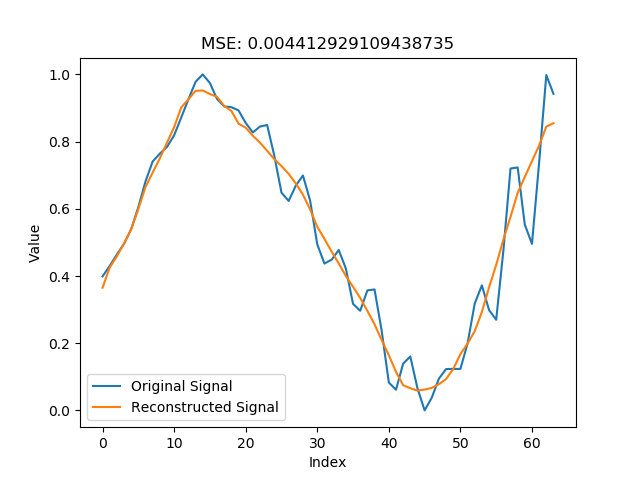 MSE: 0.004412929109438735
1.0
0.8
0.6
0.4
0.2
0.0
Value
Original Signal
Reconstructed Signal
0 10 20 30 40 50 60
Index